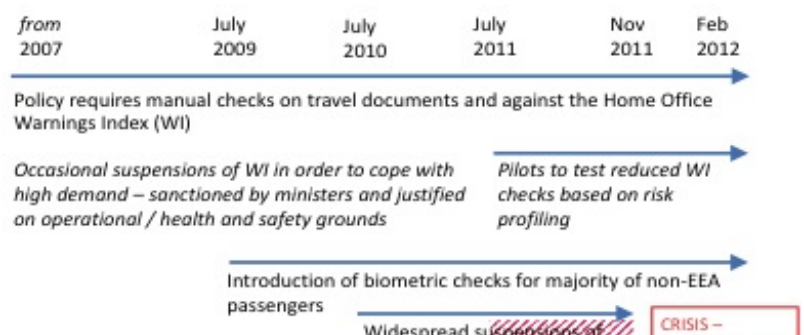 from July July July Nov Feb
2007 2009 2010 2011 2011 2012
Policy requires manual checks on travel documents and against the Home Office
Warnings Index (WI)
Occasional suspensions of WI in order to cope with
high demand – sanctioned by ministers and justified
on operational / health and safety grounds
Pilots to test reduced WI
checks based on risk
profiling
Introduction of biometric checks for majority of non-EEA
passengers
Widespread suspensions of
CRISIS –